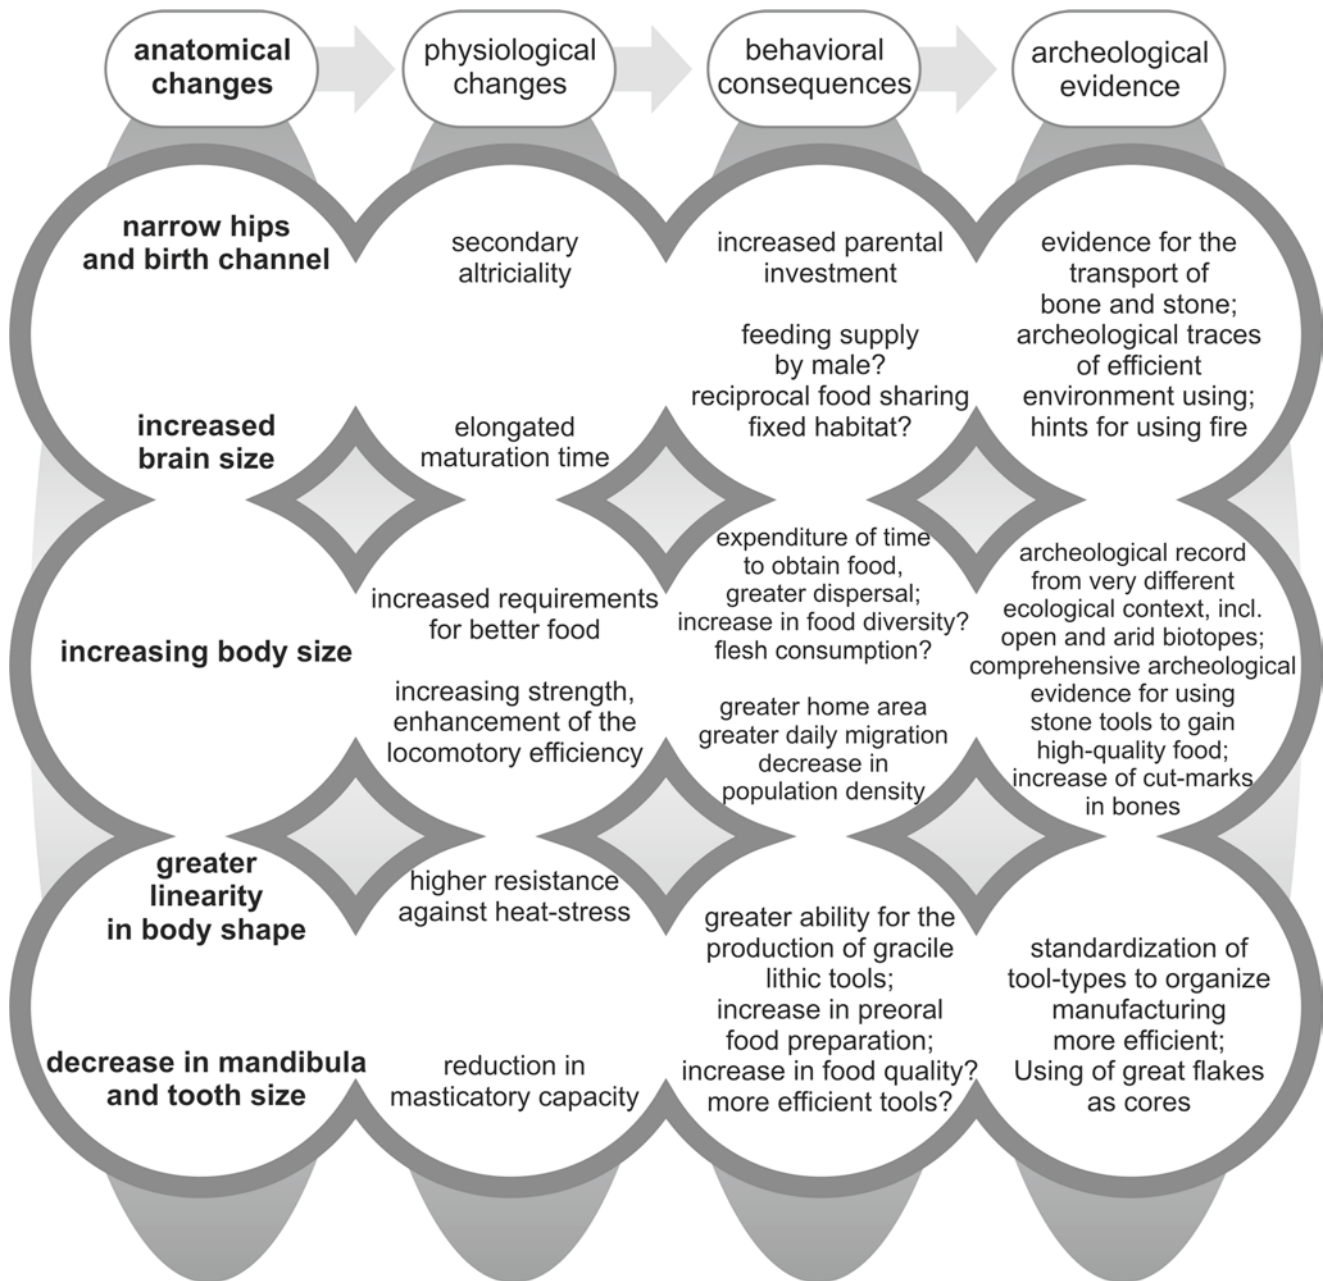 anatomical
changes
physiological
changes
behavioral
consequences
archeological
evidence
narrow hips
and birth channel
increased
brain size
secondary
altriciality
elongated
maturation time
increased parental
investment
feeding supply
by male?
reciprocal food sharing
fixed habitat?
evidence for the
transport of
bone and stone;
archeological traces
of efficient
environment using;
hints for using fire
increasing body size
increased requirements
for better food
increasing strength,
enhancement of the
locomotory efficiency
expenditure of time
to obtain food,
greater dispersal;
increase in food diversity?
flesh consumption?
greater home area
greater daily migration
decrease in
population density
archeological record
from very different
ecological context, incl.
open and arid biotopes;
comprehensive archeological
evidence for using
stone tools to gain
high-quality food;
increase of cut-marks
in bones
greater
linearity
in body shape
decrease in mandibula
and tooth size
higher resistance
against heat-stress
reduction in
masticatory capacity
greater ability for the
production of gracile
lithic tools;
increase in preoral
food preparation;
increase in food quality?
more efficient tools?
standardization of
tool-types to organize
manufacturing
more efficient;
Using of great flakes
as cores